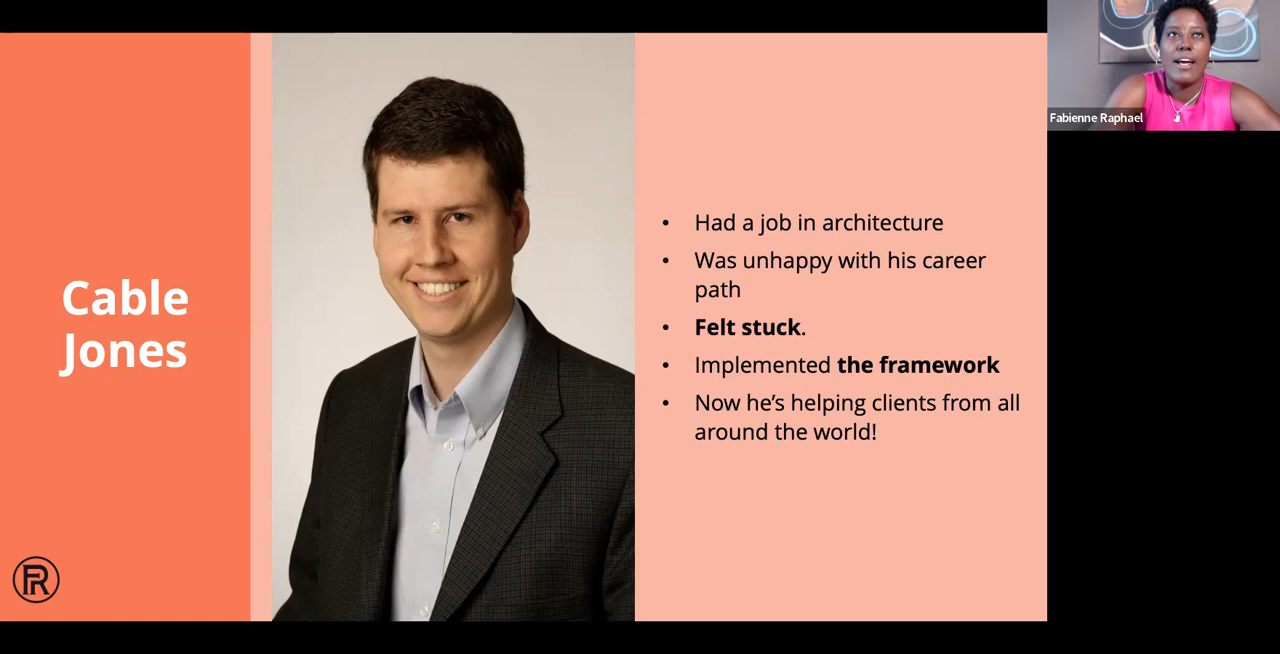 Cable
Jones
• Had a job in architecture
• Was unhappy with his career
path
• Felt stuck.
• Implemented the framework
• Now he’s helping clients from all
around the world!
Fabienne Raphael
FR